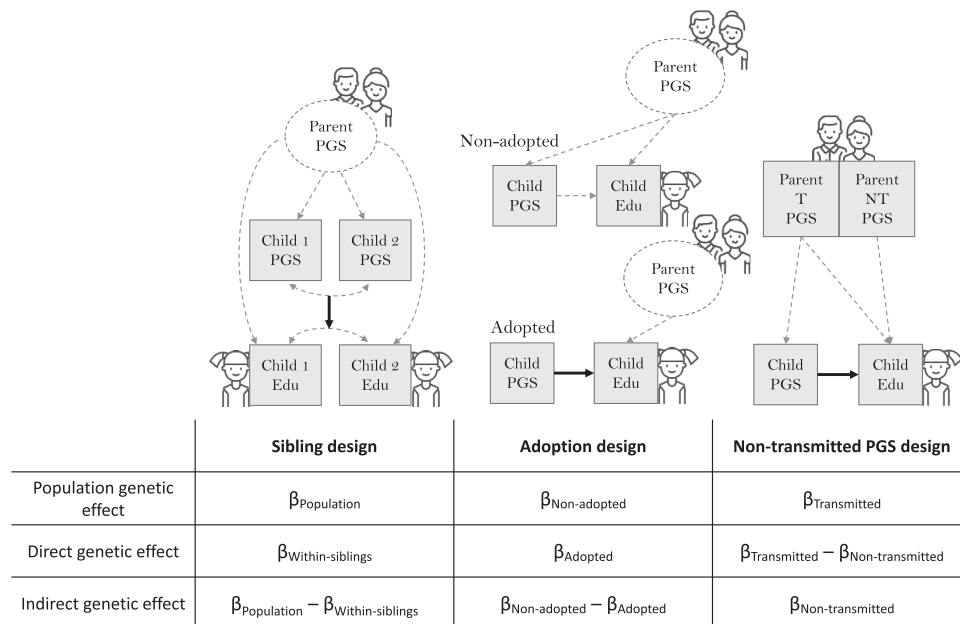 Parent
PGS
Child 1
PGS
Child 2
PGS
Child 1
Edu
Child 2
Edu
Parent
PGS
Non-adopted
Child
PGS
Child
Edu
Parent
PGS
Adopted
Child
PGS
Child
Edu
Parent
T
PGS
Parent
NT
PGS
Child
PGS
Child
Edu
Sibling design
Adoption design
Non-transmitted PGS design
Population genetic
effect
βPopulation
βNon-adopted
βTransmitted
Direct genetic effect
βWithin-siblings
βAdopted
βTransmitted – βNon-transmitted
Indirect genetic effect
βPopulation – βWithin-siblings
βNon-adopted – βAdopted
βNon-transmitted